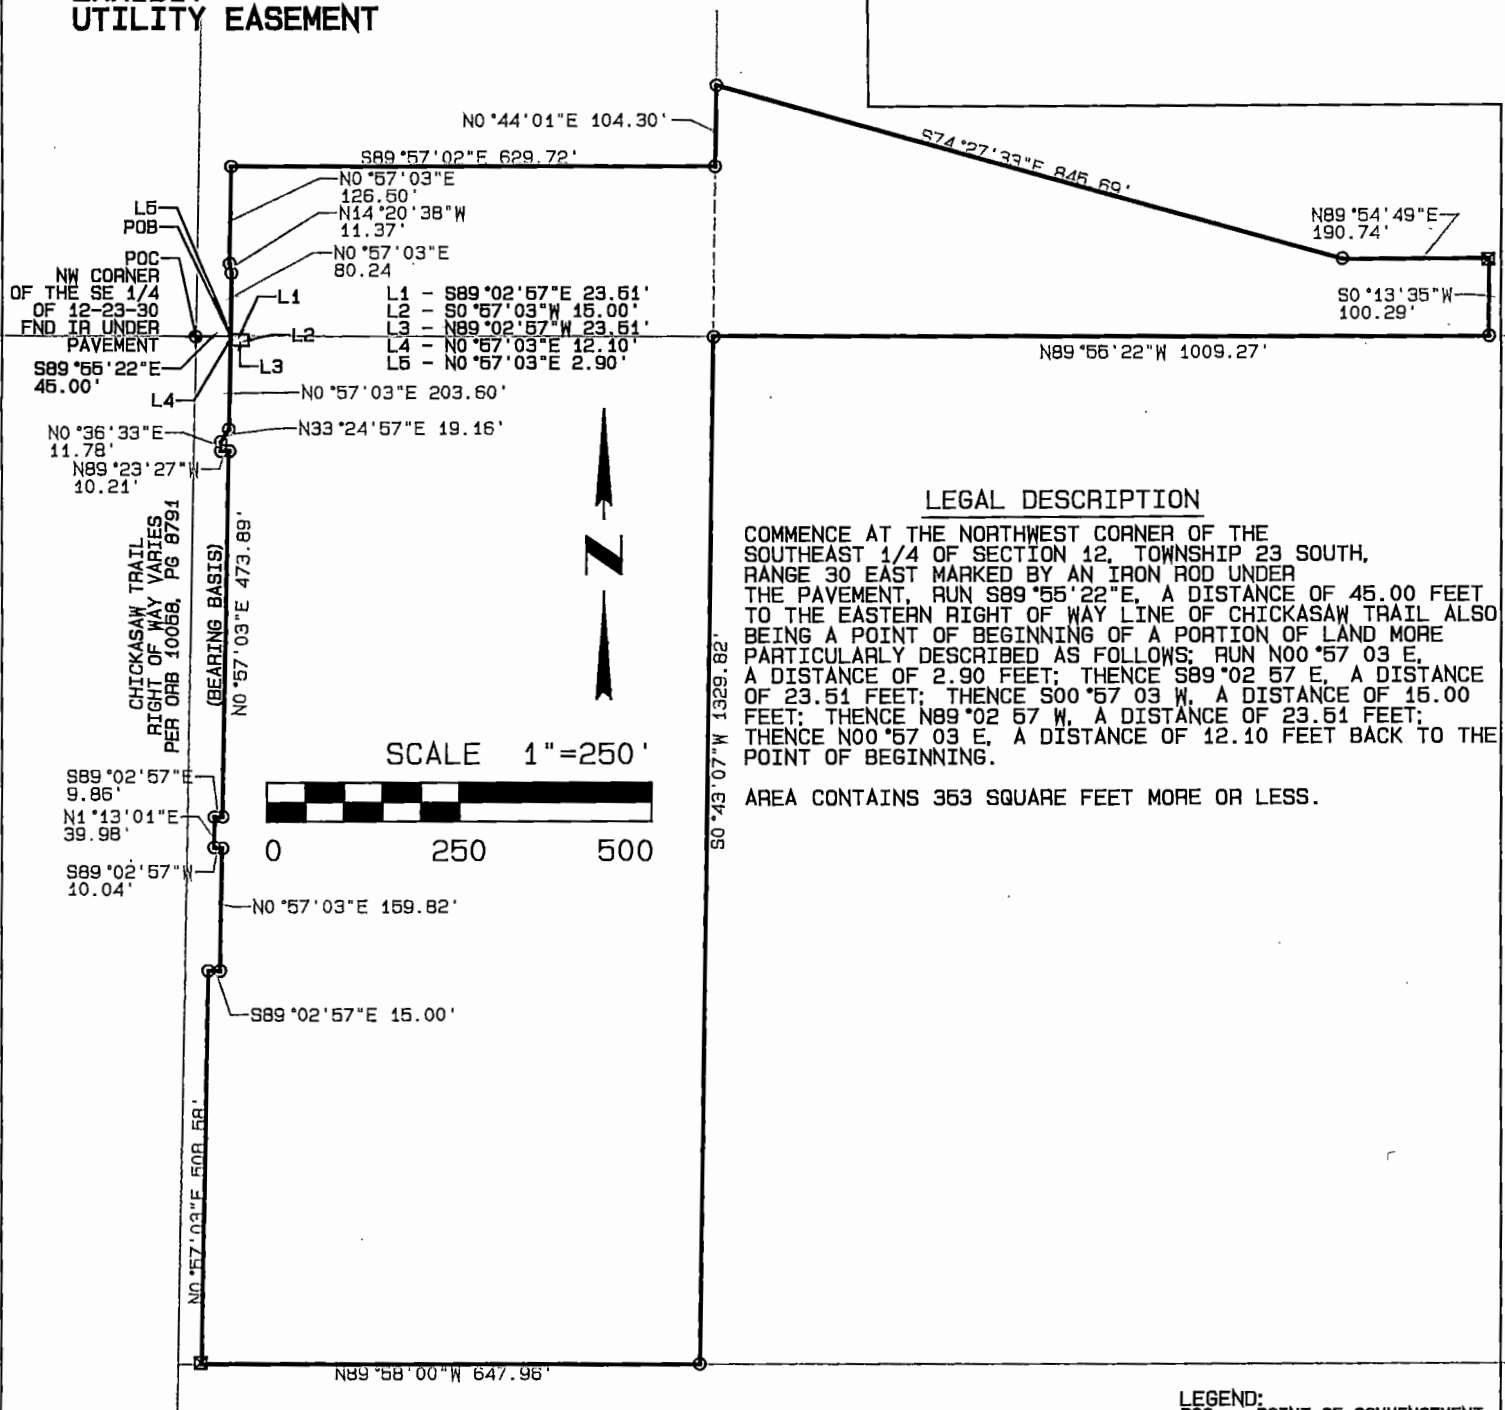 UTILITY EASEMENT
N0°44'01"E 104.30'
S89°57'02"E 629.72'
S74°27'33"E 845.69'
N0°57'03"E
126.50'
N14°20'38"W
11.37'
N0°57'03"E
80.24
N89°54'49"E
190.74'
S0°13'35"W
100.29'
L5
POB
POC
NW CORNER
OF THE SE 1/4
OF 12-23-30
FND IR UNDER
PAVEMENT
S89°55'22"E
45.00'
L4
L1
L2
L3
L1 - S89°02'57"E 23.51'
L2 - S0°57'03"W 15.00'
L3 - N89°02'57"W 23.51'
L4 - N0°57'03"E 12.10'
L5 - N0°57'03"E 2.90'
N89°55'22"W 1009.27'
N0°57'03"E 203.60'
N33°24'57"E 19.16'
N0°36'33"E
11.78'
N89°23'27"W
10.21'
CHICKASAW TRAIL
RIGHT OF WAY VARIES
PER ORB 10058, PG 8791
(BEARING BASIS)
N0°57'03"E 473.89'
N
SCALE 1"=250'
0 250 500
S0°43'07"W 1329.82'
LEGAL DESCRIPTION
COMMENCE AT THE NORTHWEST CORNER OF THE
SOUTHEAST 1/4 OF SECTION 12, TOWNSHIP 23 SOUTH,
RANGE 30 EAST MARKED BY AN IRON ROD UNDER
THE PAVEMENT, RUN S89°55'22"E, A DISTANCE OF 45.00 FEET
TO THE EASTERN RIGHT OF WAY LINE OF CHICKASAW TRAIL ALSO
BEING A POINT OF BEGINNING OF A PORTION OF LAND MORE
PARTICULARLY DESCRIBED AS FOLLOWS; RUN N00°57 03 E,
A DISTANCE OF 2.90 FEET; THENCE S89°02 57 E, A DISTANCE
OF 23.51 FEET; THENCE S00°57 03 W, A DISTANCE OF 15.00
FEET; THENCE N89°02 57 W, A DISTANCE OF 23.51 FEET;
THENCE N00°57 03 E, A DISTANCE OF 12.10 FEET BACK TO THE
POINT OF BEGINNING.
AREA CONTAINS 353 SQUARE FEET MORE OR LESS.
S89°02'57"E
9.86'
N1°13'01"E
39.98'
S89°02'57"W
10.04'
N0°57'03"E 159.82'
S89°02'57"E 15.00'
N0°57'03"E 508.58'
N89°58'00"W 647.96'
LEGEND: